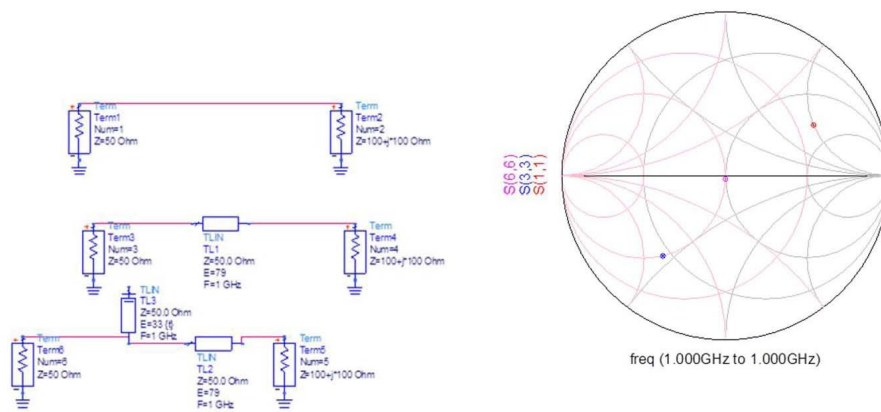 Term
Term1
Num=1
Z=50 Ohm
Term
Term2
Num=2
Z=100+j*100 Ohm
Term
Term3
Num=3
Z=50 Ohm
TLIN
TL1
Z=50.0 Ohm
E=79
F=1 GHz
Term
Term4
Num=4
Z=100+j*100 Ohm
TLIN
TL3
Z=50.0 Ohm
E=33 {t}
F=1 GHz
Term
Term6
Num=6
Z=50 Ohm
TLIN
TL2
Z=50.0 Ohm
E=79
F=1 GHz
Term
Term5
Num=5
Z=100+j*100 Ohm
S(6,6)
S(3,3)
S(1,1)
freq (1.000GHz to 1.000GHz)